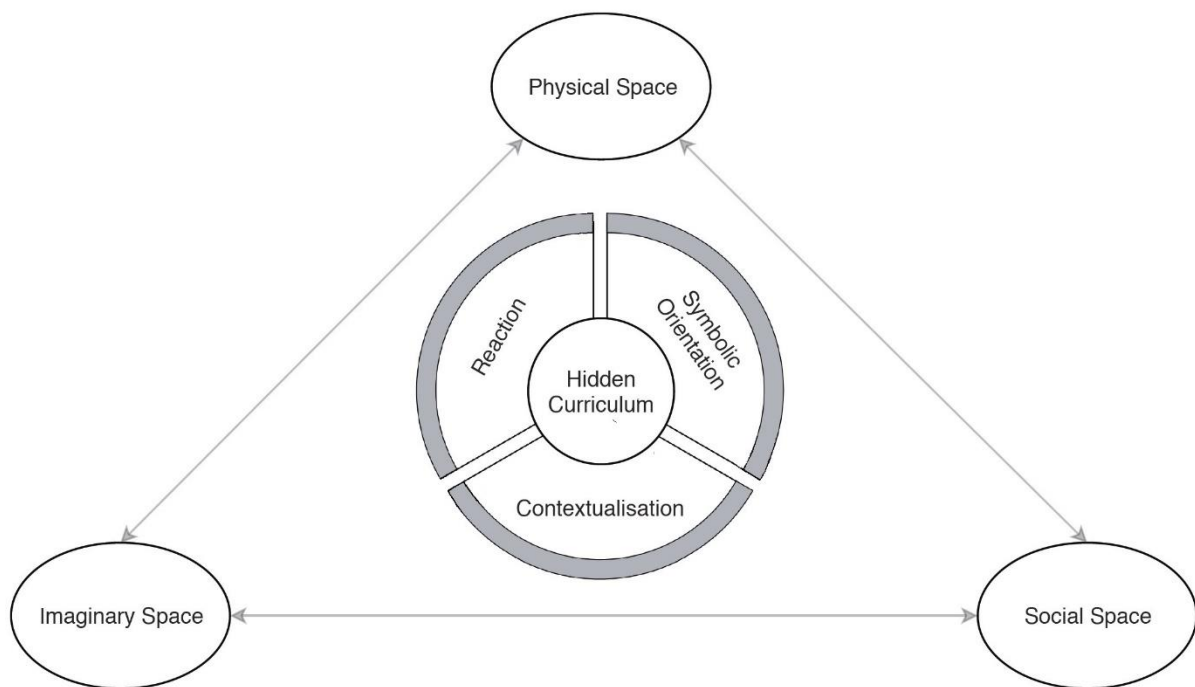 Physical Space
Reaction
Symbolic
Orientation
Hidden
Curriculum
Contextualisation
Imaginary Space
Social Space